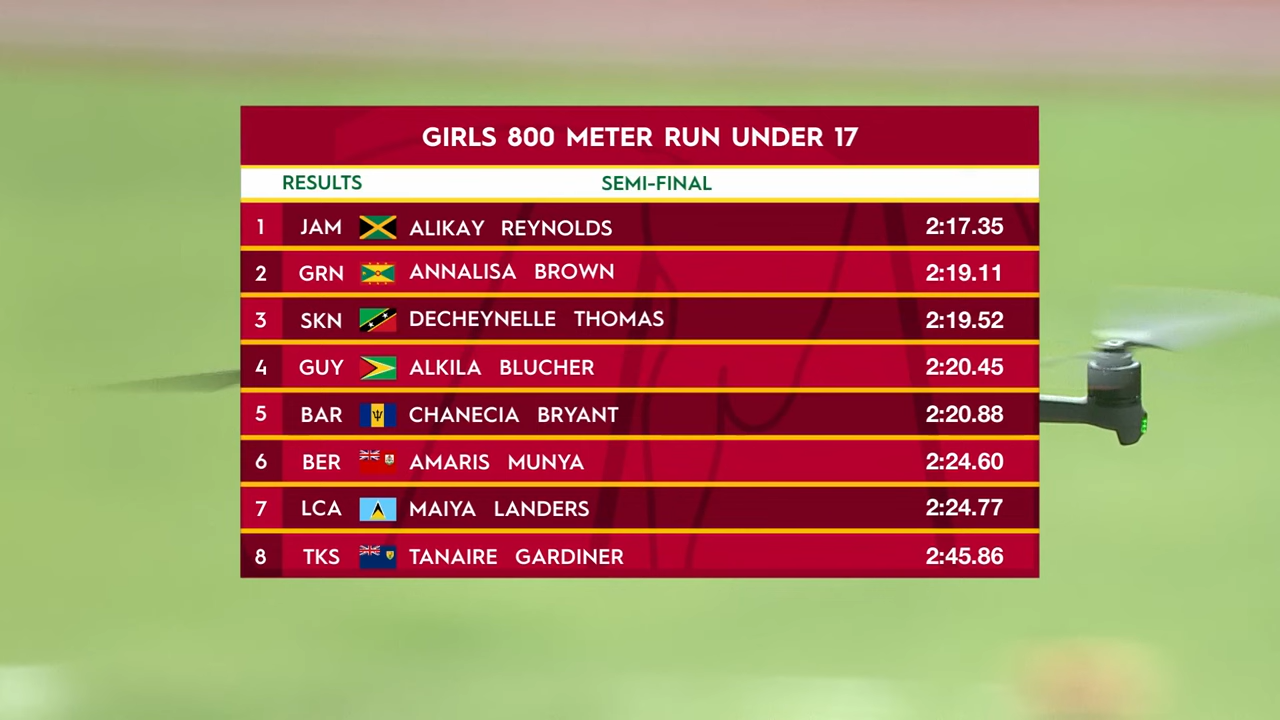 GIRLS 800 METER RUN UNDER 17
RESULTS SEMI-FINAL
1 JAM ALIKAY REYNOLDS 2:17.35
2 GRN ANNALISA BROWN 2:19.11
3 SKN DECHEYNELLE THOMAS 2:19.52
4 GUY ALKILA BLUCHER 2:20.45
5 BAR CHANECIA BRYANT 2:20.88
6 BER AMARIS MUNYA 2:24.60
7 LCA MAIYA LANDERS 2:24.77
8 TKS TANAIRE GARDINER 2:45.86